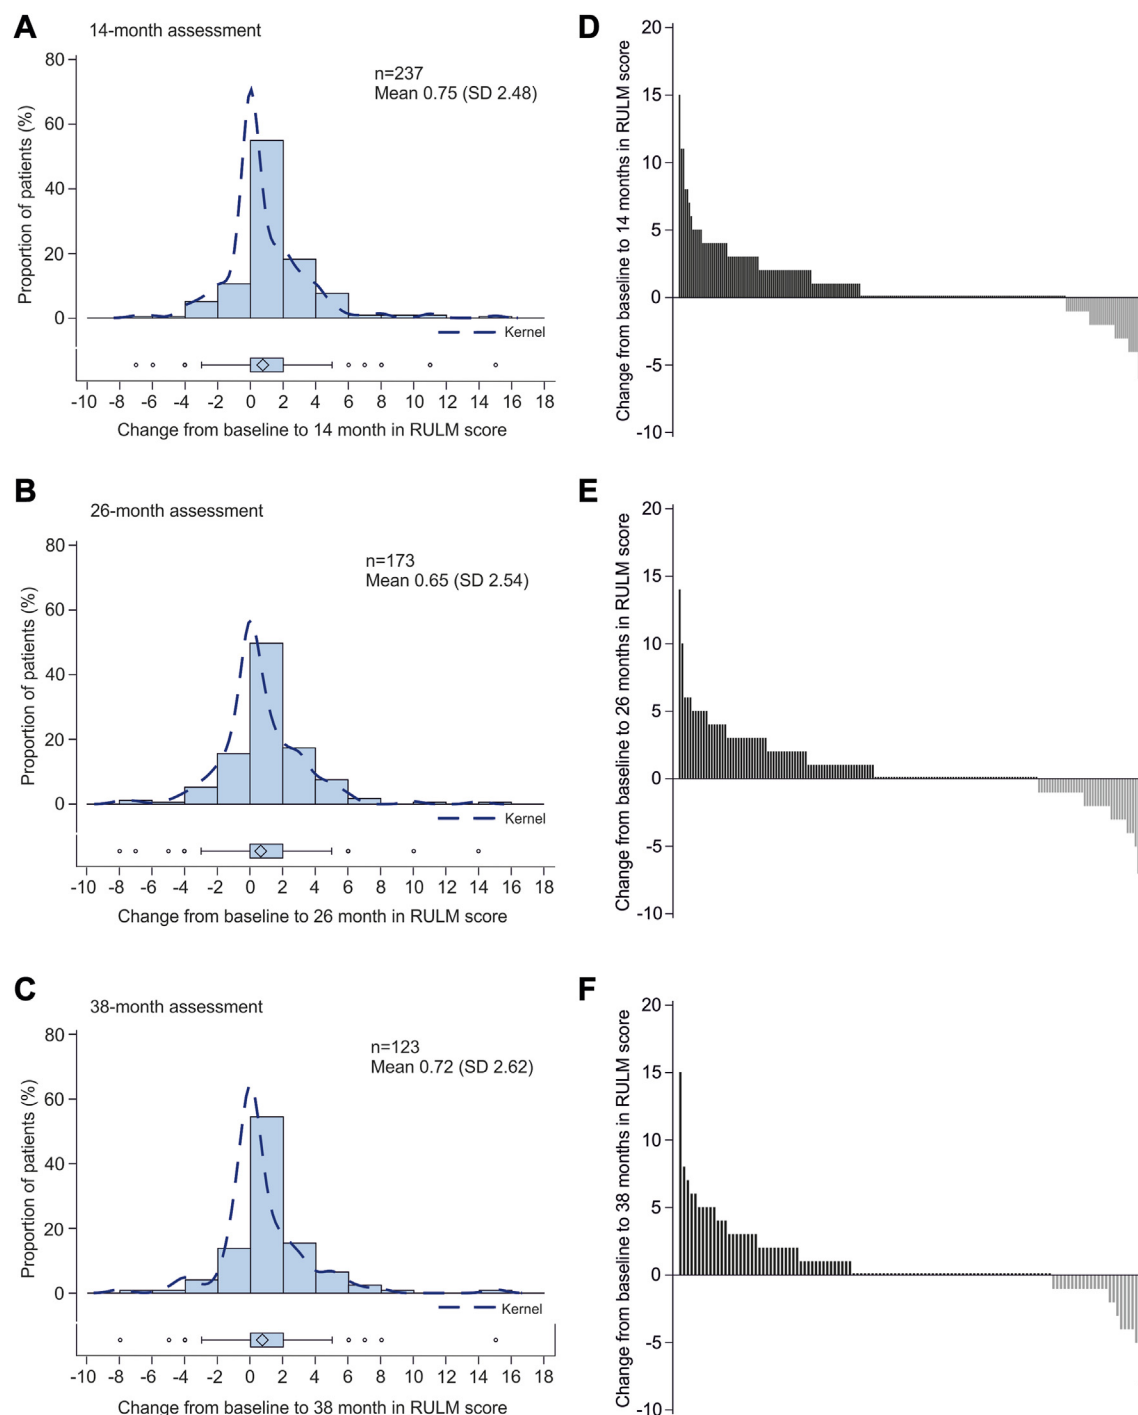 A
14-month assessment
n=237
Mean 0.75 (SD 2.48)
Proportion of patients (%)
80
60
40
20
0
Kernel
-10 -8 -6 -4 -2 0 2 4 6 8 10 12 14 16 18
Change from baseline to 14 month in RULM score
D
Change from baseline to 14 months in RULM score
20
15
10
5
0
-5
-10
B
26-month assessment
n=173
Mean 0.65 (SD 2.54)
Proportion of patients (%)
80
60
40
20
0
Kernel
-10 -8 -6 -4 -2 0 2 4 6 8 10 12 14 16 18
Change from baseline to 26 month in RULM score
E
Change from baseline to 26 months in RULM score
20
15
10
5
0
-5
-10
C
38-month assessment
n=123
Mean 0.72 (SD 2.62)
Proportion of patients (%)
80
60
40
20
0
Kernel
-10 -8 -6 -4 -2 0 2 4 6 8 10 12 14 16 18
Change from baseline to 38 month in RULM score
F
Change from baseline to 38 months in RULM score
20
15
10
5
0
-5
-10